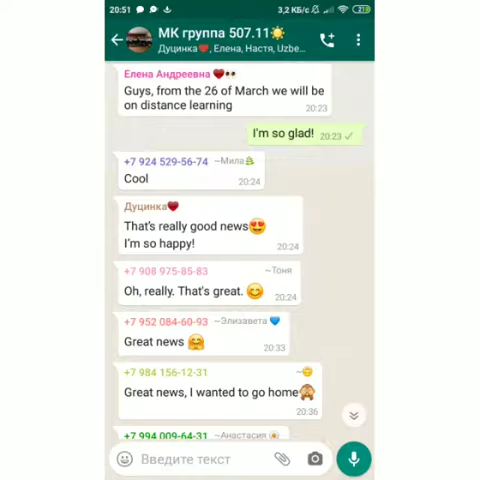 20:51
3,2 КБ/с
21
МК группа 507.11☀️
Дуцинка❤️, Елена, Настя, Uzbe...
Елена Андреевна ❤️👀
Guys, from the 26 of March we will be
on distance learning
20:23
I'm so glad! 20:23
+7 924 529-56-74 ~Мила
Cool
20:24
Дуцинка❤️
That's really good news😍
I'm so happy!
20:24
+7 908 975-85-83 ~Тоня
Oh, really. That's great. 😊
20:24
+7 952 084-60-93 ~Элизавета 💙
Great news 🤗
20:33
+7 984 156-12-31 ~
Great news, I wanted to go home🙈
20:36
+7 994 009-64-31 ~Анастасия
Введите текст